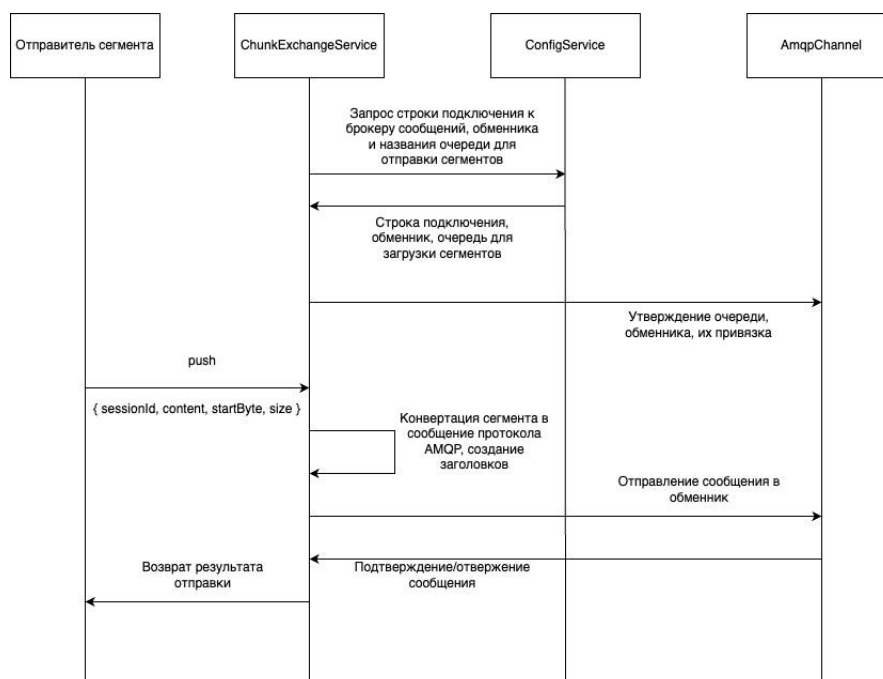 Отправитель сегмента
ChunkExchangeService
ConfigService
AmqpChannel
Запрос строки подключения к
брокеру сообщений, обменника
и названия очереди для
отправки сегментов
Строка подключения,
обменник, очередь для
загрузки сегментов
Утверждение очереди,
обменника, их привязка
push
{ sessionId, content, startByte, size }
Конвертация сегмента в
сообщение протокола
AMQP, создание
заголовков
Отправление сообщения в
обменник
Подтверждение/отвержение
сообщения
Возврат результата
отправки